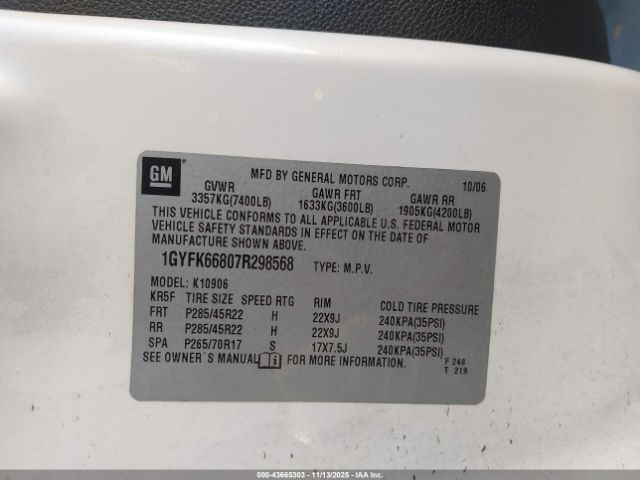 GM
MFD BY GENERAL MOTORS CORP. 10/06
GVWR GAWR FRT GAWR RR
3357KG(7400LB) 1633KG(3600LB) 1905KG(4200LB)
THIS VEHICLE CONFORMS TO ALL APPLICABLE U.S. FEDERAL MOTOR
VEHICLE SAFETY STANDARDS IN EFFECT ON THE DATE OF
MANUFACTURE SHOWN ABOVE.
1GYFK66807R298568 TYPE: M.P.V.
MODEL: K10906
KR5F TIRE SIZE SPEED RTG RIM COLD TIRE PRESSURE
FRT P285/45R22 H 22X9J 240KPA(35PSI)
RR P285/45R22 H 22X9J 240KPA(35PSI)
SPA P265/70R17 S 17X7.5J 240KPA(35PSI)
SEE OWNER'S MANUAL FOR MORE INFORMATION. F 248
T 219
000-43665303 - 11/13/2025 - IAAI.COM